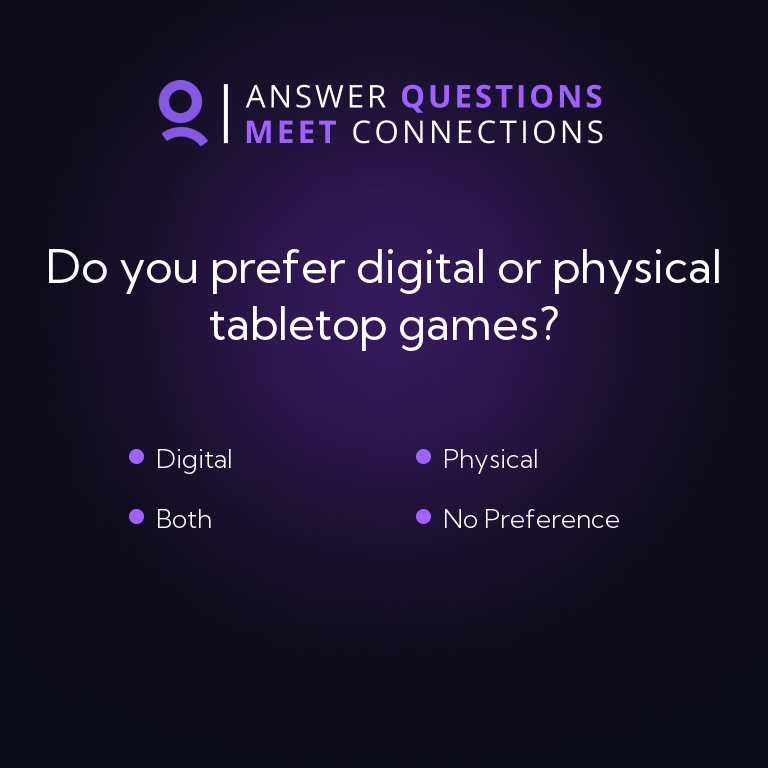 ANSWER QUESTIONS
MEET CONNECTIONS
Do you prefer digital or physical
tabletop games?
Digital
Physical
Both
No Preference